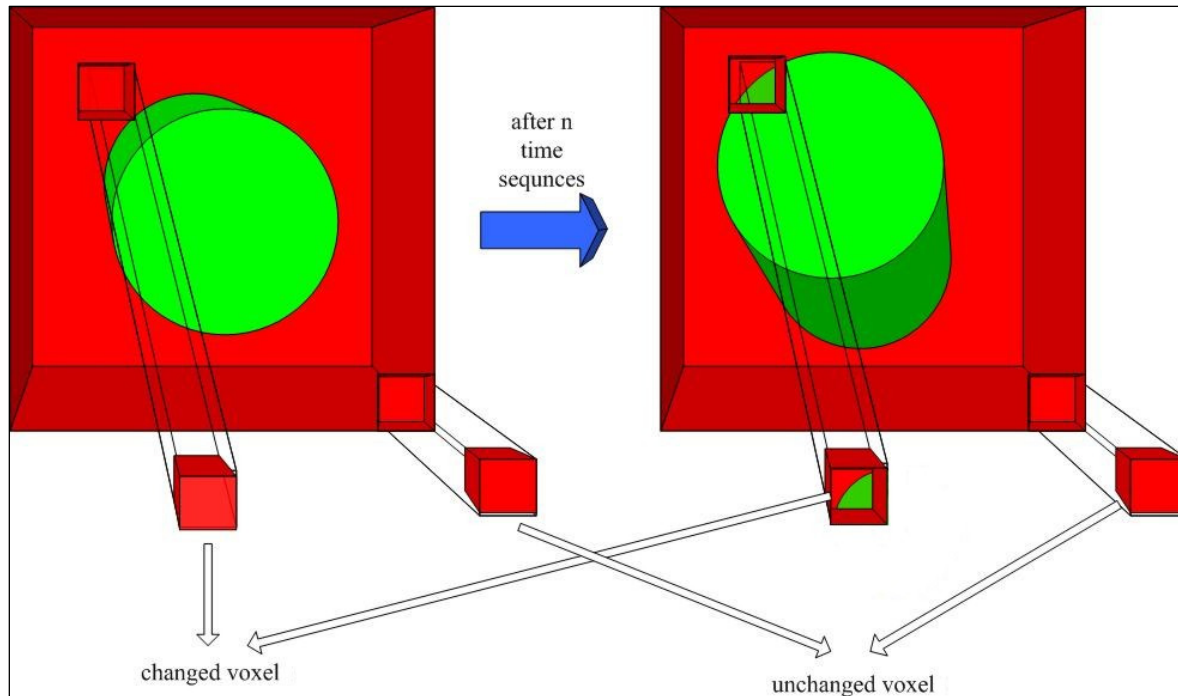 after n
time
sequnces
changed voxel
unchanged voxel